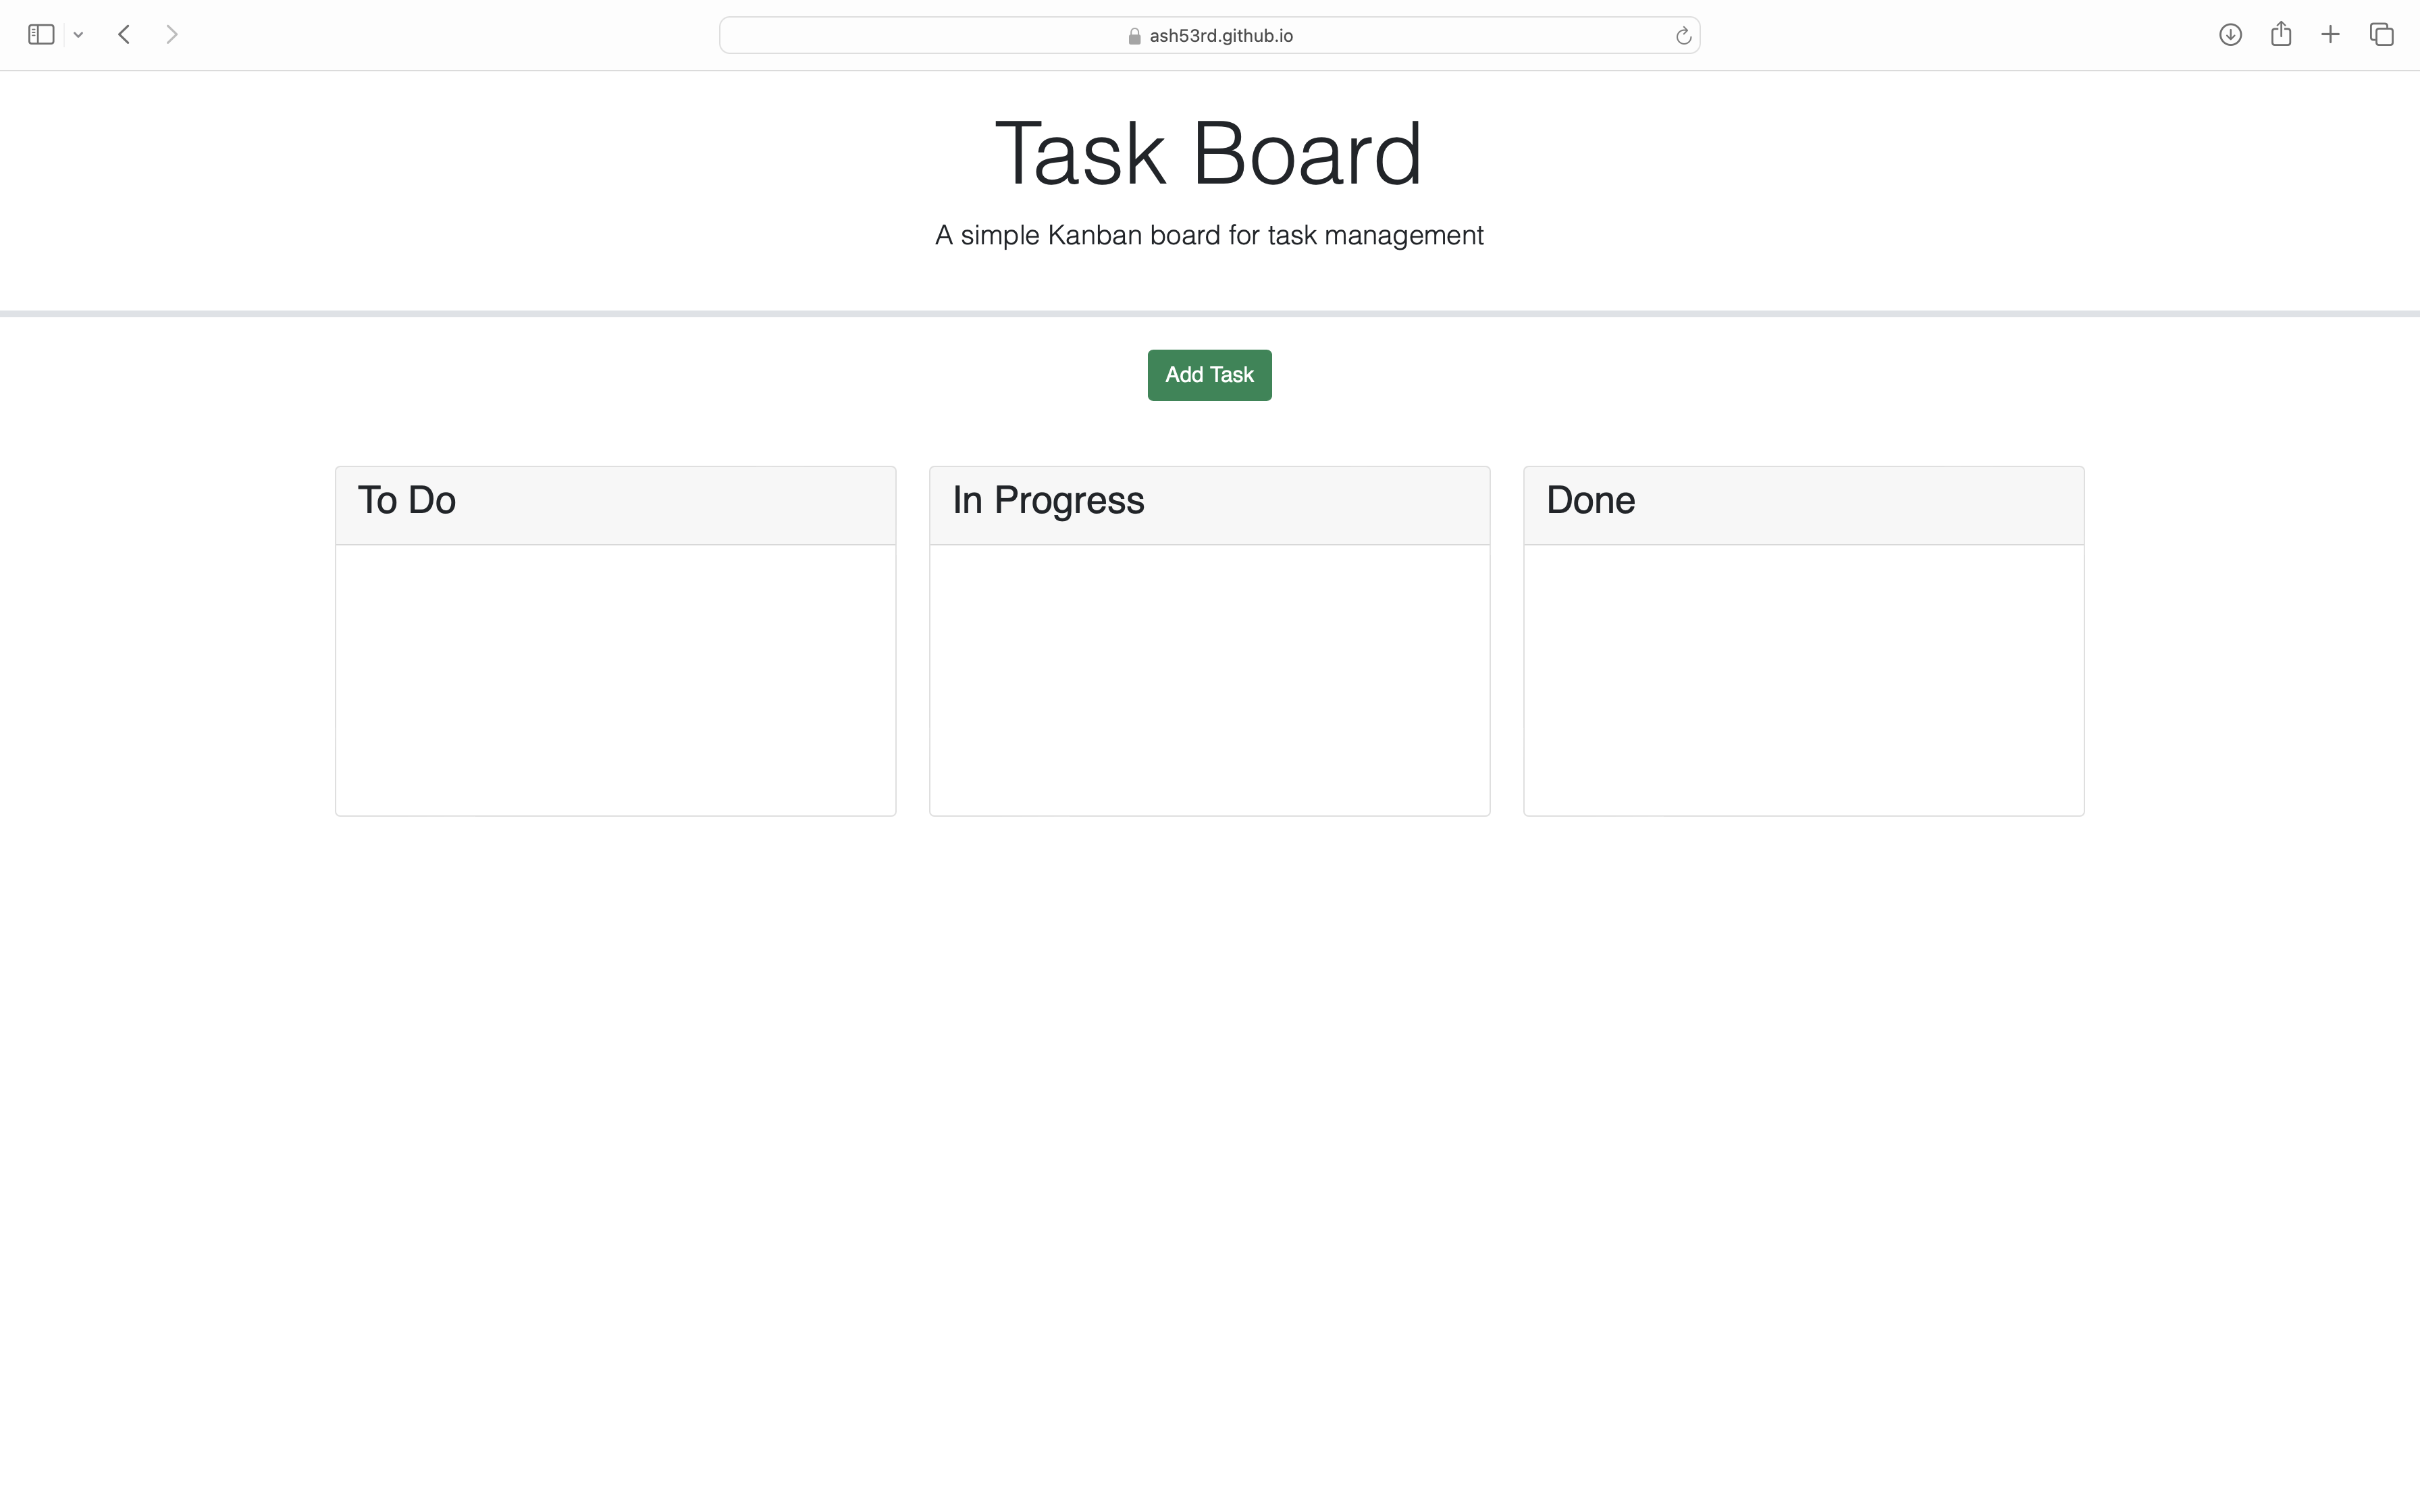 ash53rd.github.io
Task Board
A simple Kanban board for task management
Add Task
To Do
In Progress
Done